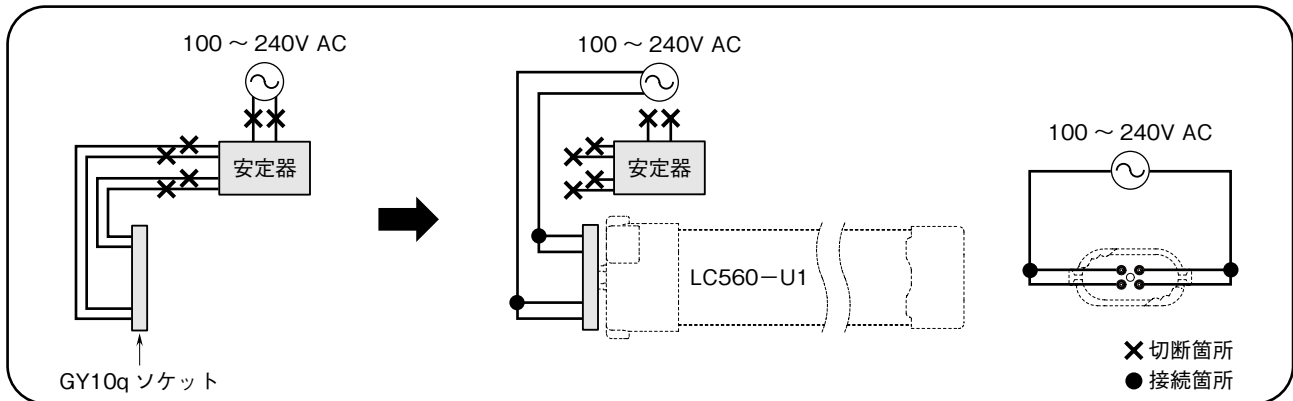 100 ～ 240V AC
安定器
GY10q ソケット
100 ～ 240V AC
安定器
LC560－U1
100 ～ 240V AC
切断箇所
接続箇所